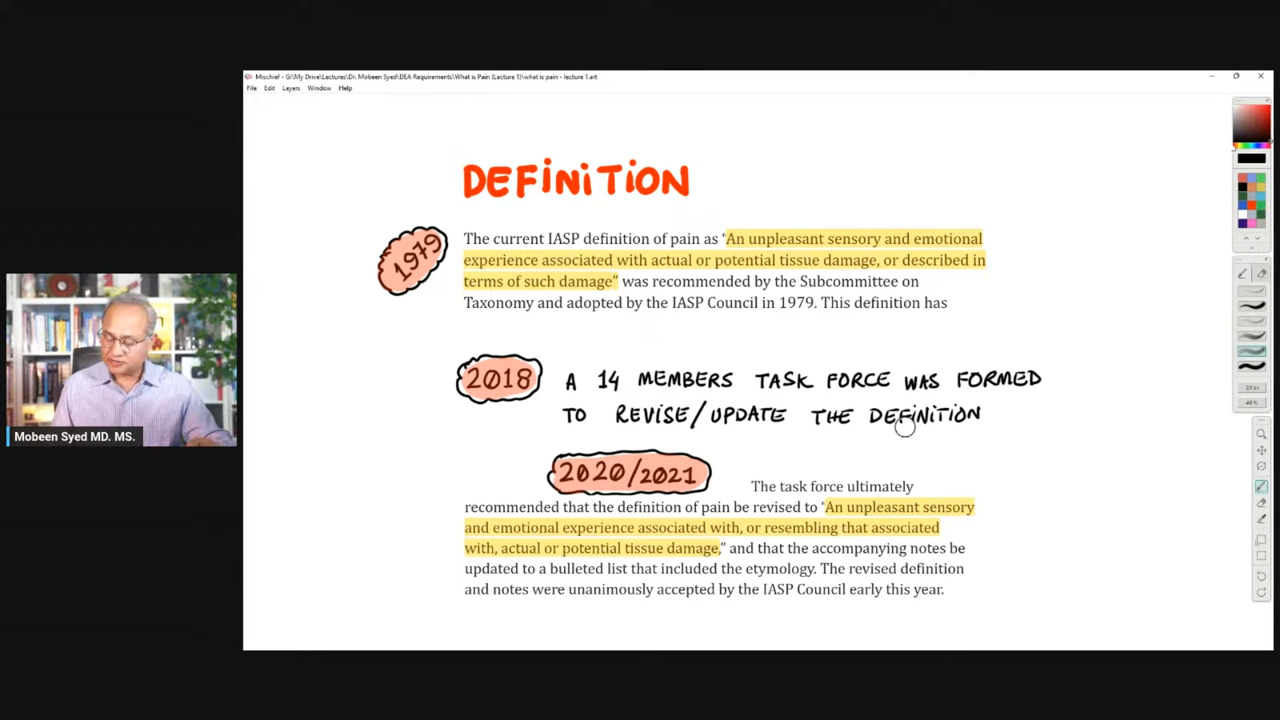 Mischief - G:\My Drive\Lectures\Dr. Mobeen Syed\DEA Requirements\What is Pain (Lecture 1)\what is pain - lecture 1.art
File Edit Layers Window Help
DEFINITION
1979
The current IASP definition of pain as “An unpleasant sensory and emotional
experience associated with actual or potential tissue damage, or described in
terms of such damage” was recommended by the Subcommittee on
Taxonomy and adopted by the IASP Council in 1979. This definition has
2018
A 14 MEMBERS TASK FORCE WAS FORMED
TO REVISE/UPDATE THE DEFINITION
2020/2021
The task force ultimately
recommended that the definition of pain be revised to “An unpleasant sensory
and emotional experience associated with, or resembling that associated
with, actual or potential tissue damage,” and that the accompanying notes be
updated to a bulleted list that included the etymology. The revised definition
and notes were unanimously accepted by the IASP Council early this year.
Mobeen Syed MD. MS.